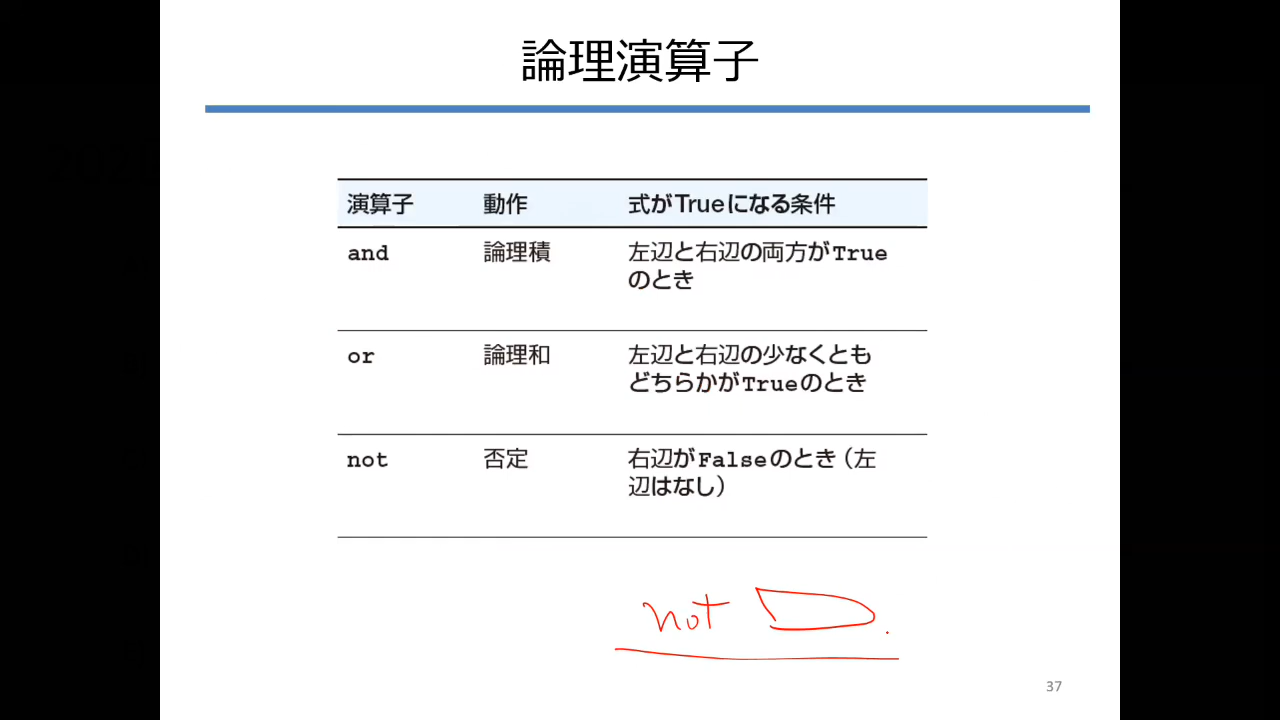 論理演算子
演算子 動作 式がTrueになる条件
and 論理積 左辺と右辺の両方がTrue
のとき
or 論理和 左辺と右辺の少なくとも
どちらかがTrueのとき
not 否定 右辺がFalseのとき（左
辺はなし）
not
37